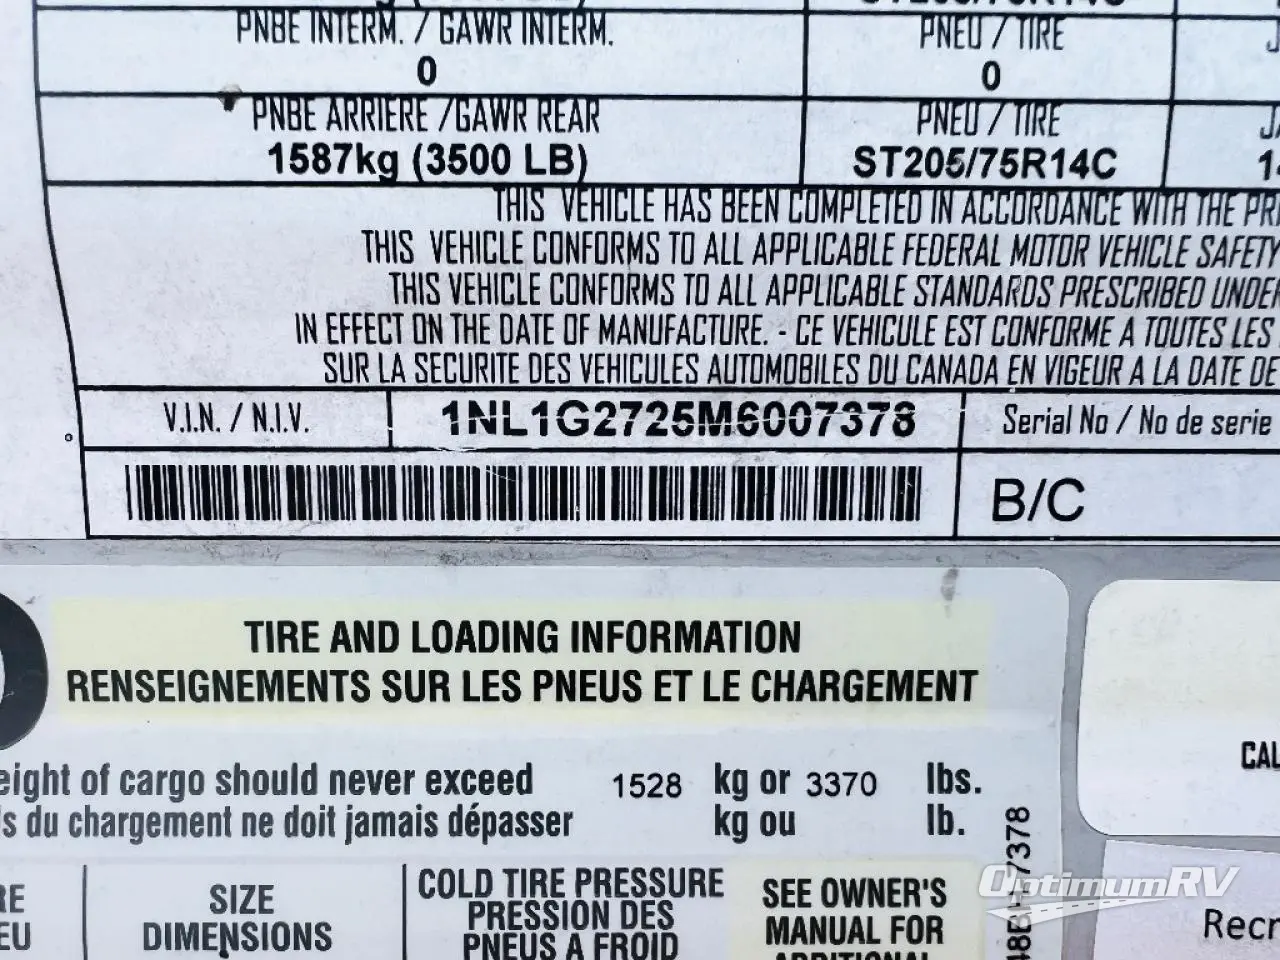 PNBE INTERM. / GAWR INTERM.
PNEU / TIRE
0
0
PNBE ARRIERE /GAWR REAR
PNEU / TIRE
1587kg (3500 LB)
ST205/75R14C
THIS VEHICLE HAS BEEN COMPLETED IN ACCORDANCE WITH THE
THIS VEHICLE CONFORMS TO ALL APPLICABLE FEDERAL MOTOR VEHICLE SAFETY
THIS VEHICLE CONFORMS TO ALL APPLICABLE STANDARDS PRESCRIBED UNDER
IN EFFECT ON THE DATE OF MANUFACTURE. - CE VEHICULE EST CONFORME A TOUTES LES
SUR LA SECURITE DES VEHICULES AUTOMOBILES DU CANADA EN VIGEUR A LA DATE DE
V.I.N. / N.I.V.
1NL1G2725M6007378
Serial No / No de serie
B/C
TIRE AND LOADING INFORMATION
RENSEIGNEMENTS SUR LES PNEUS ET LE CHARGEMENT
eight of cargo should never exceed 1528 kg or 3370 lbs.
s du chargement ne doit jamais dépasser kg ou lb.
SIZE
DIMENSIONS
COLD TIRE PRESSURE
PRESSION DES
PNEUS A FROID
SEE OWNER'S
MANUAL FOR
ADDITIONAL
7378
CAL
Recr
OptimumRV